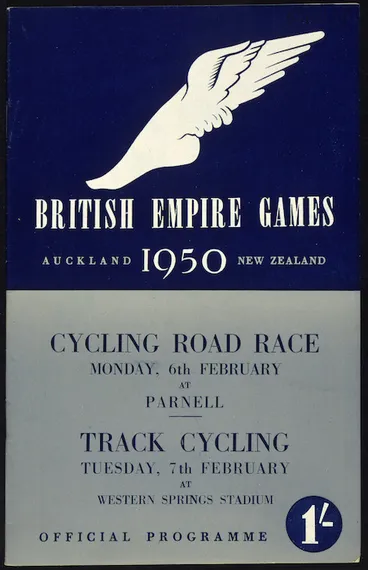 BRITISH EMPIRE GAMES
AUCKLAND 1950 NEW ZEALAND
CYCLING ROAD RACE
MONDAY, 6th FEBRUARY
AT
PARNELL
TRACK CYCLING
TUESDAY, 7th FEBRUARY
AT
WESTERN SPRINGS STADIUM
OFFICIAL PROGRAMME
1/-